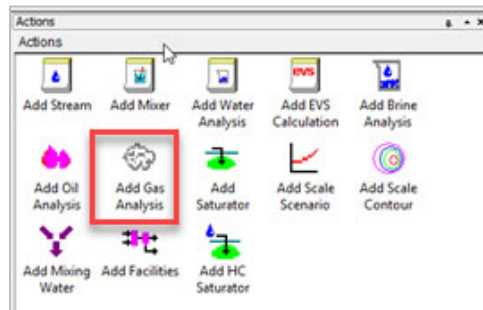 Actions
Actions
evs
Add Stream Add Mixer Add Water Analysis Add EVS Calculation Add Brine Analysis
Add Oil Analysis Add Gas Analysis Add Saturator Add Scale Scenario Add Scale Contour
Add Mixing Water Add Facilities Add HC Saturator